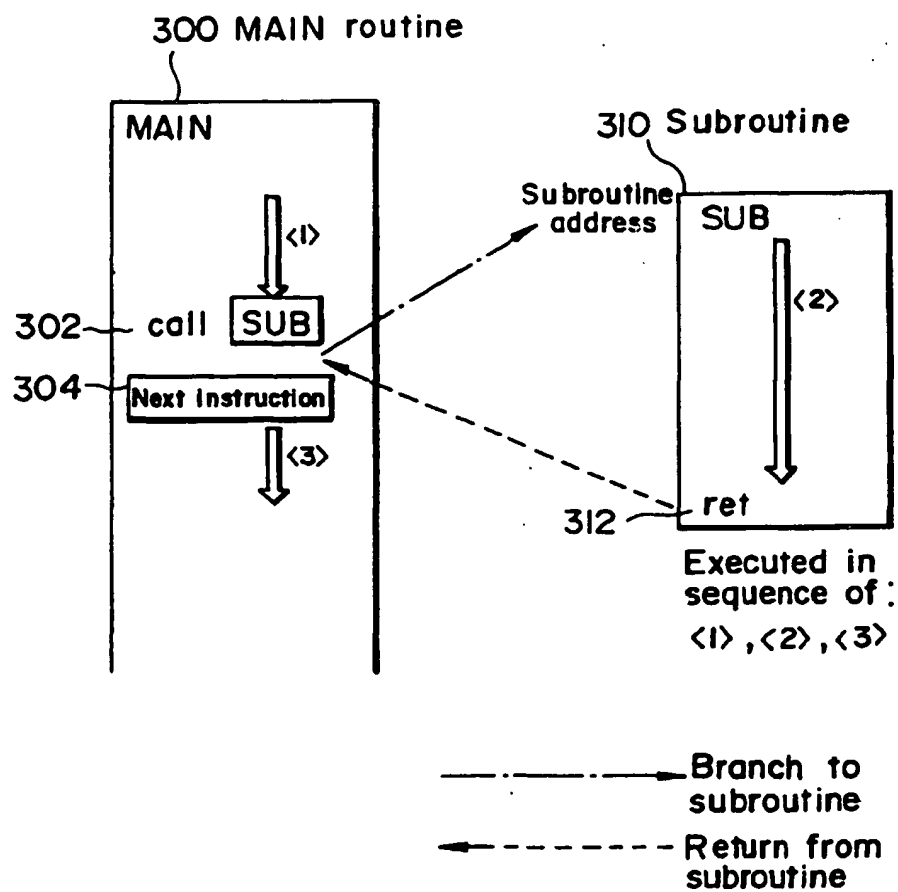 300 MAIN routine
MAIN
310 Subroutine
Subroutine
address
SUB
<1>
<2>
302 call SUB
304 Next Instruction
<3>
312 ret
Executed in
sequence of :
<1> , <2> , <3>
Branch to
subroutine
Return from
subroutine